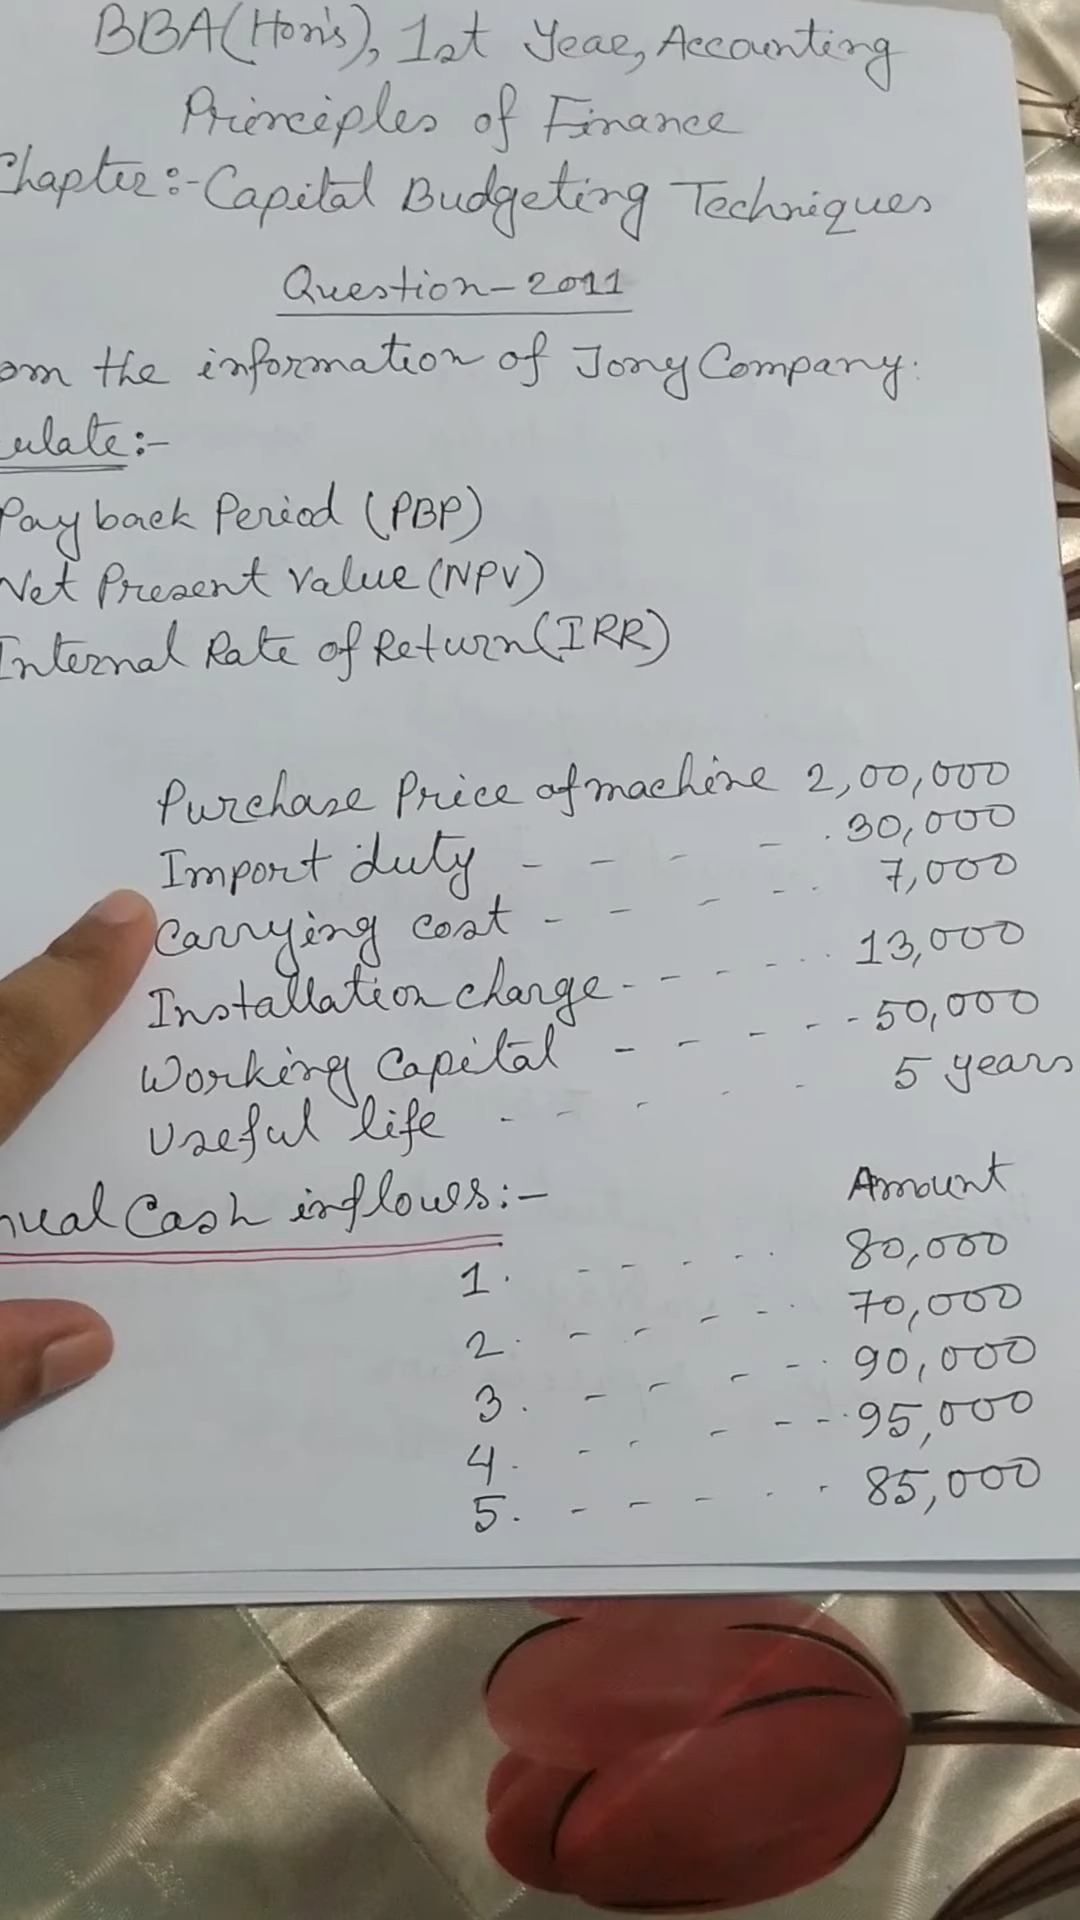 BBA(Hon's), 1st Year, Accounting
Principles of Finance
Chapter:-Capital Budgeting Techniques
Question-2011
om the information of Jony Company.
ulate:-
Pay back Period (PBP)
Net Present Value (NPV)
Internal Rate of Return (IRR)
Purchase Price of machine 2,00,000
Import duty - - - - . 30,000
Carrying cost - - - - - . . 7,000
Installation charge - - - - - . . 13,000
Working Capital - - - - - - 50,000
Useful life - - - - - 5 years
nual Cash inflows:- Amount
1. - - - - - 80,000
2. - - - - . 70,000
3. - - - - . 90,000
4. - - - - - . 95,000
5. - - - - - 85,000